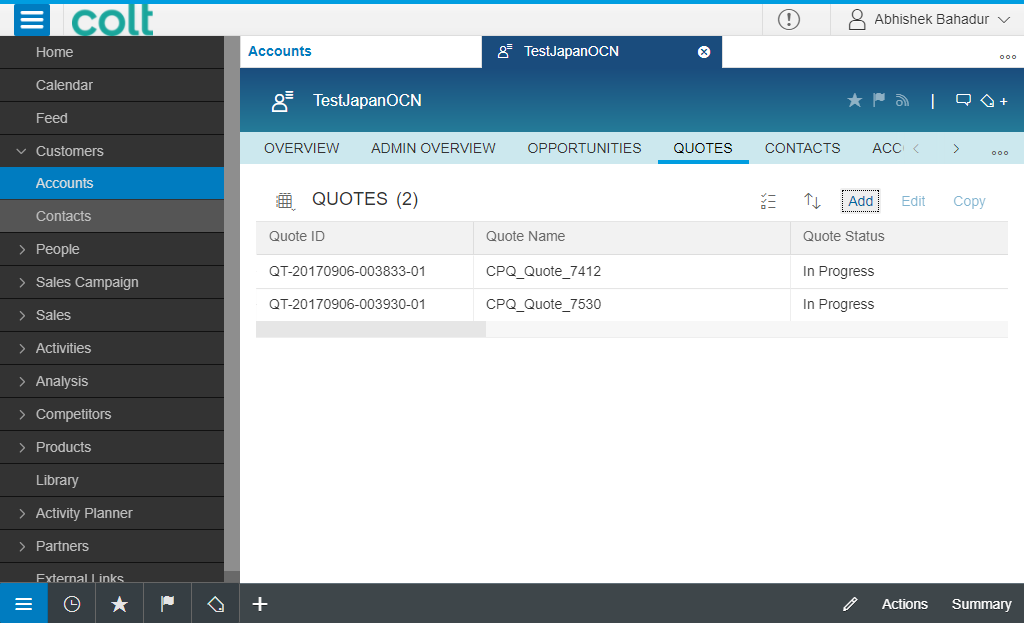 colt
Abhishek Bahadur
Home
Calendar
Feed
Customers
Accounts
Contacts
People
Sales Campaign
Sales
Activities
Analysis
Competitors
Products
Library
Activity Planner
Partners
External Links
Accounts
TestJapanOCN
TestJapanOCN
OVERVIEW ADMIN OVERVIEW OPPORTUNITIES QUOTES CONTACTS ACC
QUOTES (2)
Add Edit Copy
Quote ID Quote Name Quote Status
QT-20170906-003833-01 CPQ_Quote_7412 In Progress
QT-20170906-003930-01 CPQ_Quote_7530 In Progress
Actions Summary